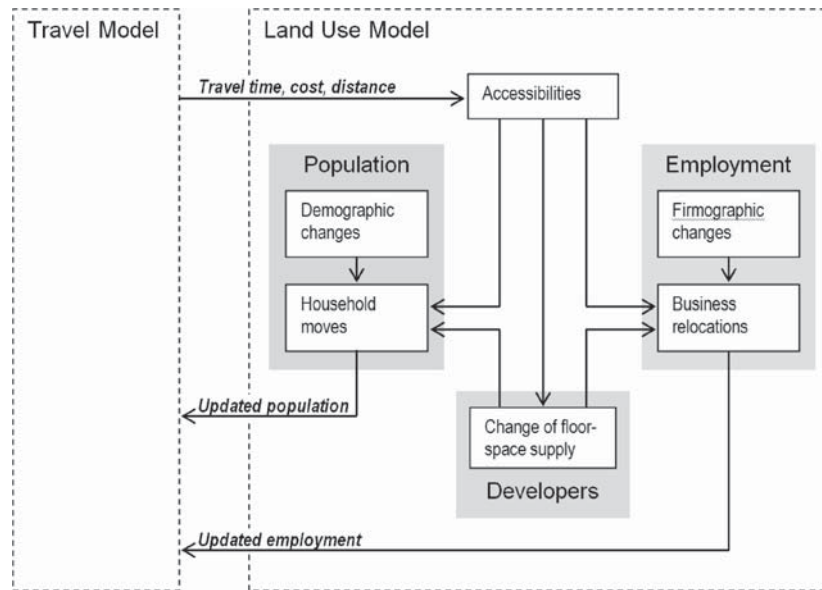 Travel Model
Land Use Model
Travel time, cost, distance
Accessibilities
Population
Employment
Demographic
changes
Firmographic
changes
Household
moves
Business
relocations
Updated population
Change of floor-
space supply
Developers
Updated employment